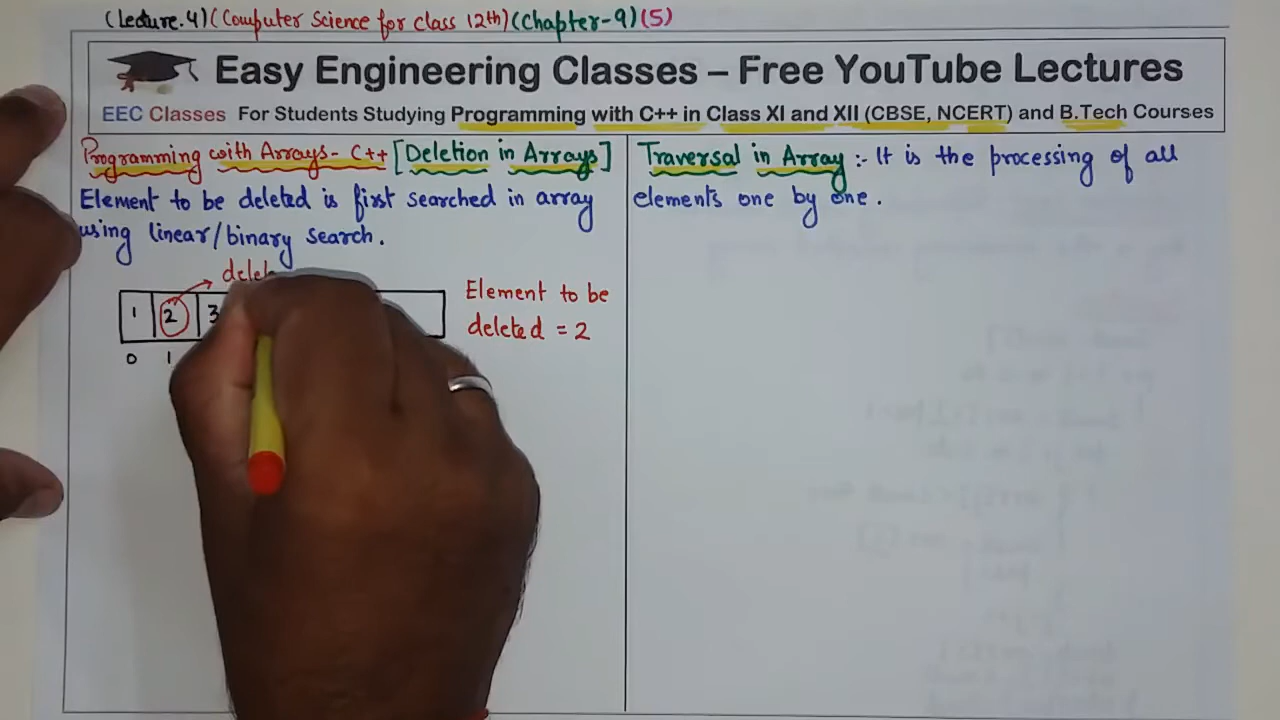 (Lecture.4) (Computer Science for Class 12th) (Chapter-9) (5)
Easy Engineering Classes – Free YouTube Lectures
EEC Classes For Students Studying Programming with C++ in Class XI and XII (CBSE, NCERT) and B.Tech Courses
Programming with Arrays- C++ [Deletion in Arrays]
Element to be deleted is first searched in array
using linear/binary search.
1 2 3
0 1
Element to be
deleted = 2
Traversal in Array :- It is the processing of all
elements one by one.